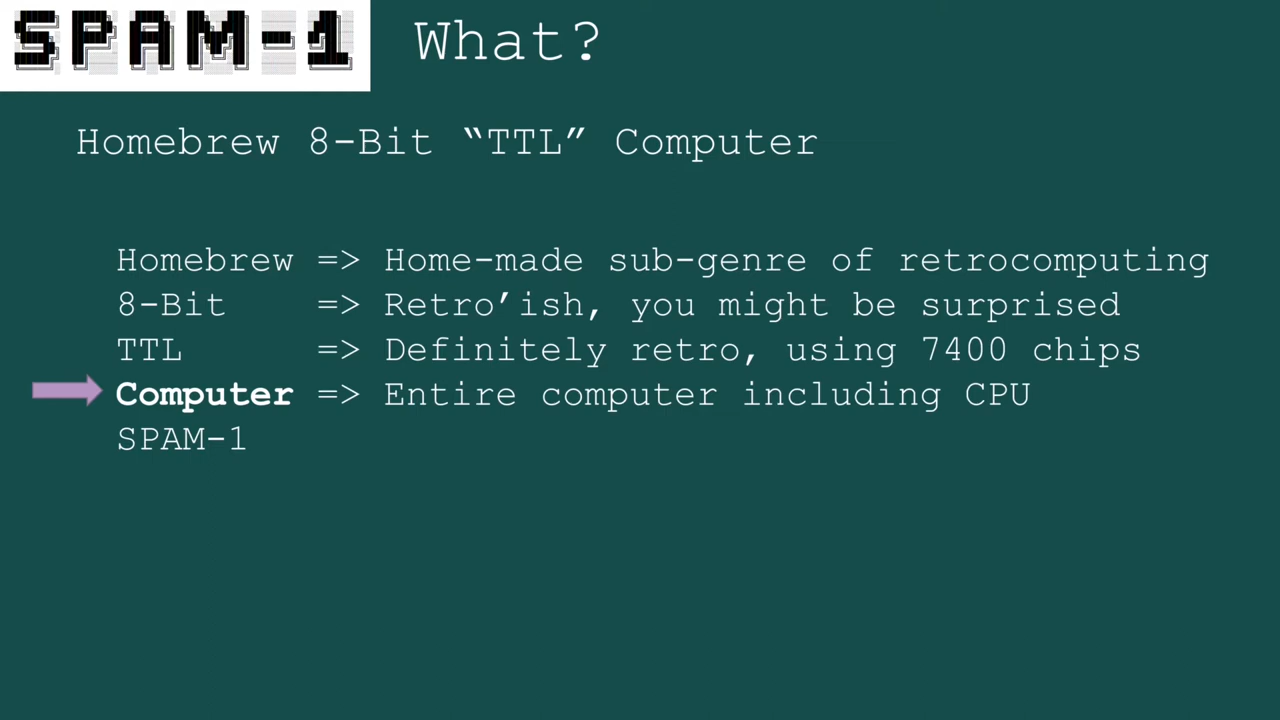 SPAM-1
What?
Homebrew 8-Bit “TTL” Computer
Homebrew => Home-made sub-genre of retrocomputing
8-Bit => Retro’ish, you might be surprised
TTL => Definitely retro, using 7400 chips
Computer => Entire computer including CPU
SPAM-1